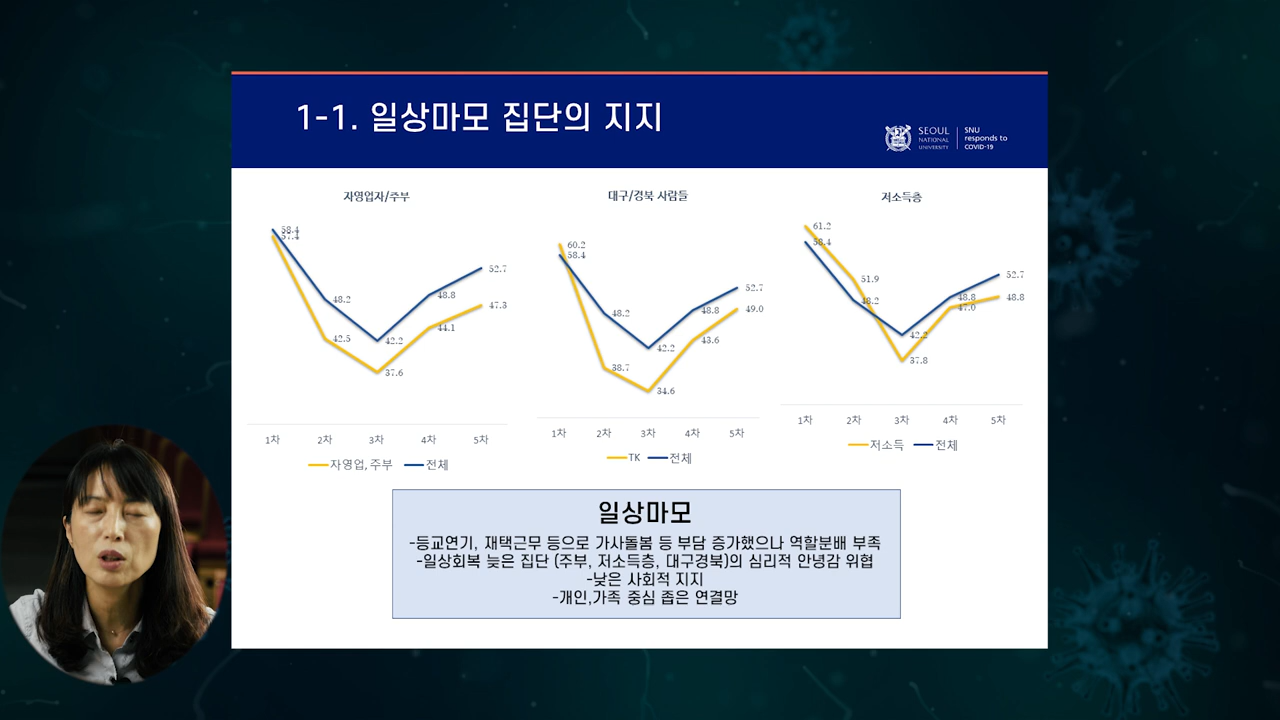 1-1. 일상마모 집단의 지지
SEOUL
NATIONAL
UNIVERSITY
SNU
responds to
COVID-19
자영업자/주부
58.4
57.4
48.2
42.5
42.2
37.6
48.8
44.1
52.7
47.3
1차 2차 3차 4차 5차
자영업,주부 전체
대구/경북 사람들
60.2
58.4
48.2
38.7
42.2
34.6
48.8
43.6
52.7
49.0
1차 2차 3차 4차 5차
TK 전체
저소득층
61.2
58.4
51.9
48.2
42.2
37.8
48.8
47.0
52.7
48.8
1차 2차 3차 4차 5차
저소득 전체
일상마모
-등교연기, 재택근무 등으로 가사돌봄 등 부담 증가했으나 역할분배 부족
-일상회복 늦은 집단 (주부, 저소득층, 대구경북)의 심리적 안녕감 위협
-낮은 사회적 지지
-개인,가족 중심 좁은 연결망